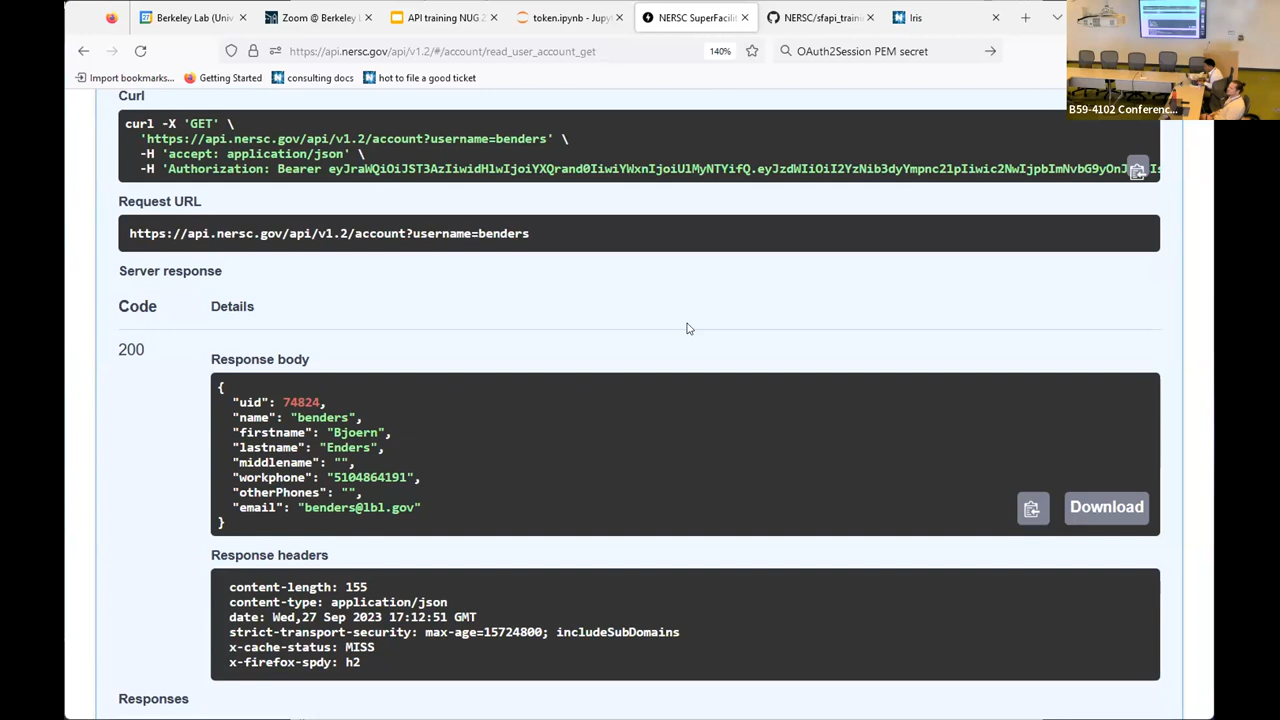 Berkeley Lab (Univ
Zoom @ Berkeley L
API training NUG 2
token.ipynb - Jupyt
NERSC SuperFacilit
NERSC/sfapi_traini
Iris
https://api.nersc.gov/api/v1.2/#/account/read_user_account_get
140%
OAuth2Session PEM secret
Import bookmarks...
Getting Started
consulting docs
hot to file a good ticket
B59-4102 Conferenc...
Curl
curl -X 'GET' \
'https://api.nersc.gov/api/v1.2/account?username=benders' \
-H 'accept: application/json' \
-H 'Authorization: Bearer
Request URL
https://api.nersc.gov/api/v1.2/account?username=benders
Server response
Code
Details
200
Response body
{
"uid": 74824,
"name": "benders",
"firstname": "Bjoern",
"lastname": "Enders",
"middlename": "",
"workphone": "5104864191",
"otherPhones": "",
"email": "benders@lbl.gov"
}
Download
Response headers
content-length: 155
content-type: application/json
date: Wed,27 Sep 2023 17:12:51 GMT
strict-transport-security: max-age=15724800; includeSubDomains
x-cache-status: MISS
x-firefox-spdy: h2
Responses